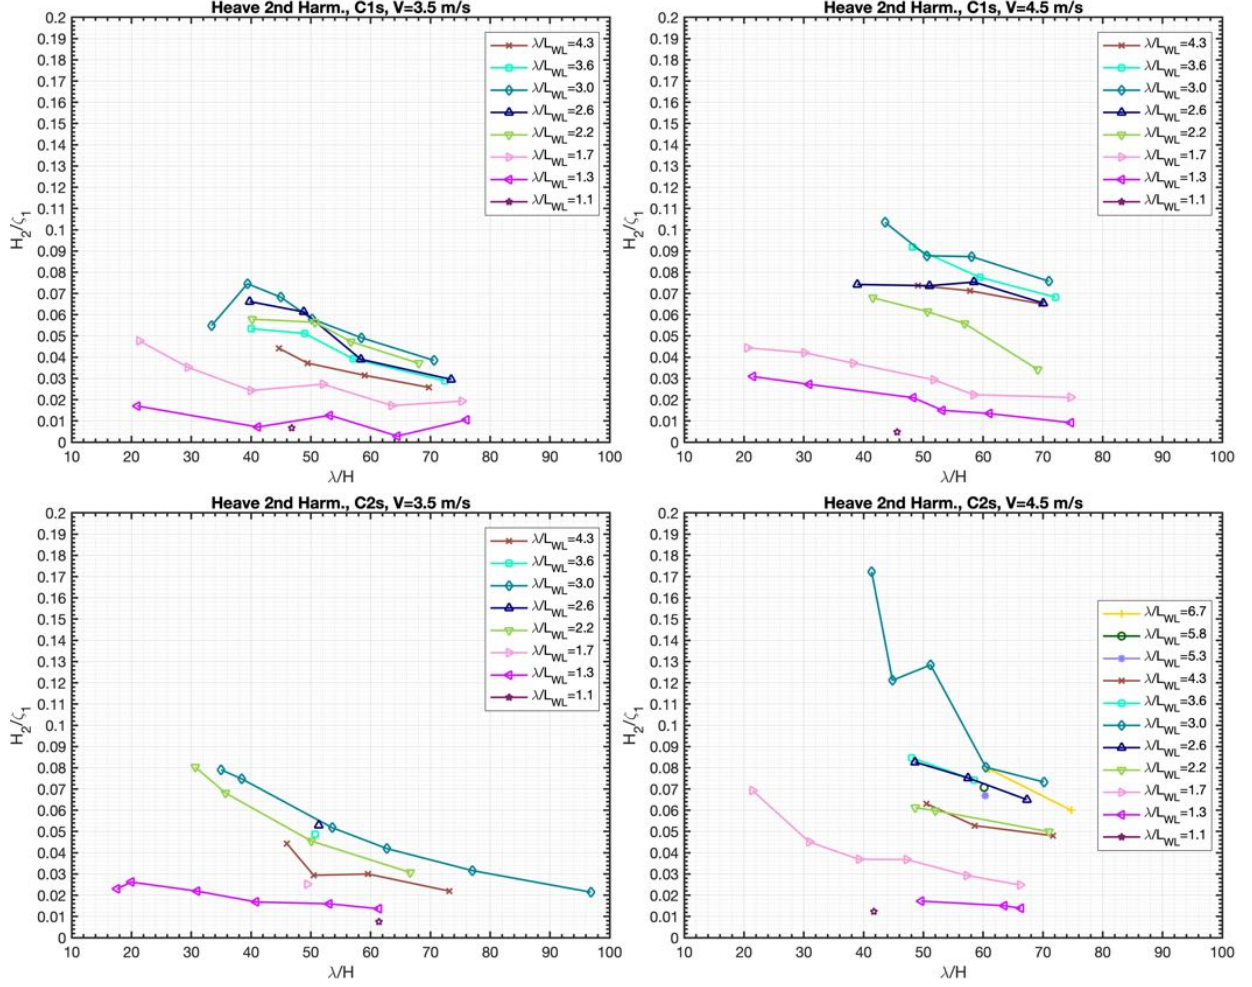 Heave 2nd Harm., C1s, V=3.5 m/s
H2/ζ1
0.2
0.19
0.18
0.17
0.16
0.15
0.14
0.13
0.12
0.11
0.1
0.09
0.08
0.07
0.06
0.05
0.04
0.03
0.02
0.01
0
10 20 30 40 50 60 70 80 90 100
λ/H
λ/LWL=4.3
λ/LWL=3.6
λ/LWL=3.0
λ/LWL=2.6
λ/LWL=2.2
λ/LWL=1.7
λ/LWL=1.3
λ/LWL=1.1
Heave 2nd Harm., C1s, V=4.5 m/s
H2/ζ1
0.2
0.19
0.18
0.17
0.16
0.15
0.14
0.13
0.12
0.11
0.1
0.09
0.08
0.07
0.06
0.05
0.04
0.03
0.02
0.01
0
10 20 30 40 50 60 70 80 90 100
λ/H
λ/LWL=4.3
λ/LWL=3.6
λ/LWL=3.0
λ/LWL=2.6
λ/LWL=2.2
λ/LWL=1.7
λ/LWL=1.3
λ/LWL=1.1
Heave 2nd Harm., C2s, V=3.5 m/s
H2/ζ1
0.2
0.19
0.18
0.17
0.16
0.15
0.14
0.13
0.12
0.11
0.1
0.09
0.08
0.07
0.06
0.05
0.04
0.03
0.02
0.01
0
10 20 30 40 50 60 70 80 90 100
λ/H
λ/LWL=4.3
λ/LWL=3.6
λ/LWL=3.0
λ/LWL=2.6
λ/LWL=2.2
λ/LWL=1.7
λ/LWL=1.3
λ/LWL=1.1
Heave 2nd Harm., C2s, V=4.5 m/s
H2/ζ1
0.2
0.19
0.18
0.17
0.16
0.15
0.14
0.13
0.12
0.11
0.1
0.09
0.08
0.07
0.06
0.05
0.04
0.03
0.02
0.01
0
10 20 30 40 50 60 70 80 90 100
λ/H
λ/LWL=6.7
λ/LWL=5.8
λ/LWL=5.3
λ/LWL=4.3
λ/LWL=3.6
λ/LWL=3.0
λ/LWL=2.6
λ/LWL=2.2
λ/LWL=1.7
λ/LWL=1.3
λ/LWL=1.1